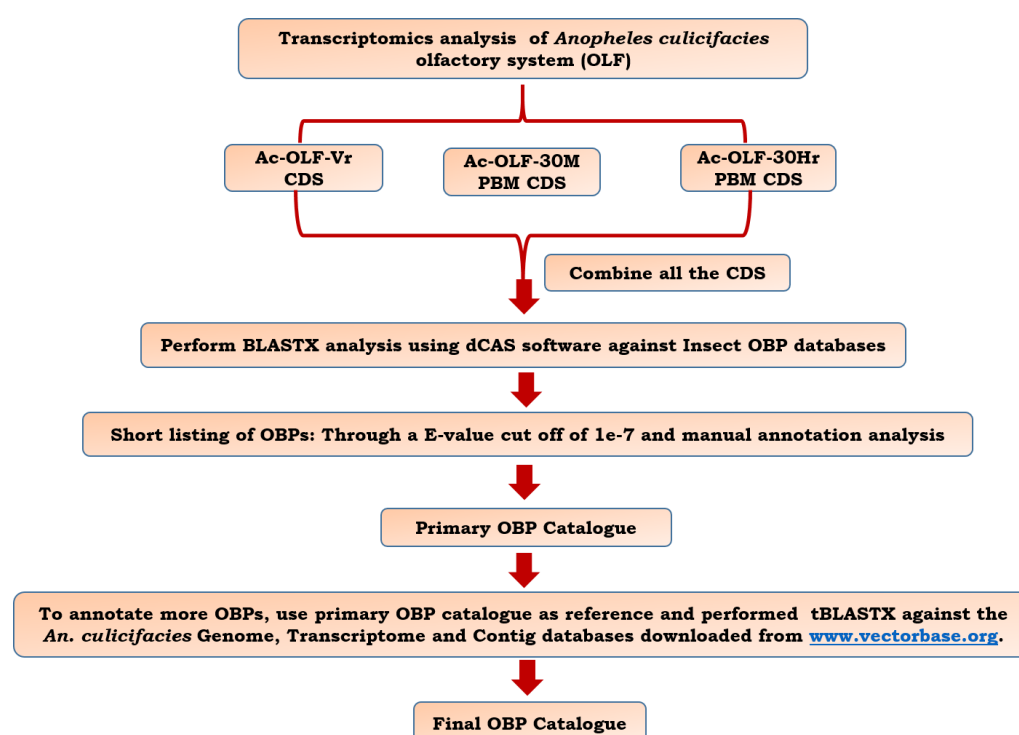 Transcriptomics analysis of Anopheles culicifacies
olfactory system (OLF)
Ac-OLF-Vr
CDS
Ac-OLF-30M
PBM CDS
Ac-OLF-30Hr
PBM CDS
Combine all the CDS
Perform BLASTX analysis using dCAS software against Insect OBP databases
Short listing of OBPs: Through a E-value cut off of 1e-7 and manual annotation analysis
Primary OBP Catalogue
To annotate more OBPs, use primary OBP catalogue as reference and performed tBLASTX against the
An. culicifacies Genome, Transcriptome and Contig databases downloaded from www.vectorbase.org.
Final OBP Catalogue